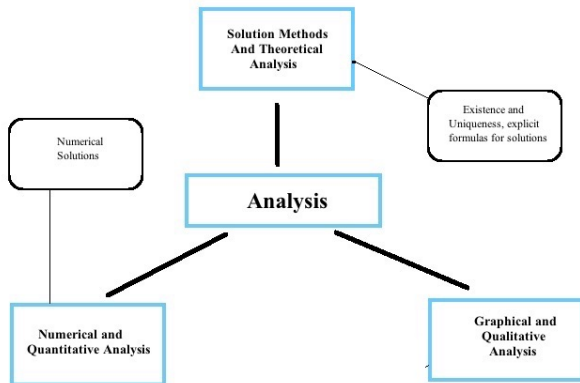 Solution Methods
And Theoretical
Analysis
Existence and
Uniqueness, explicit
formulas for solutions
Numerical
Solutions
Analysis
Numerical and
Quantitative Analysis
Graphical and
Qualitative
Analysis